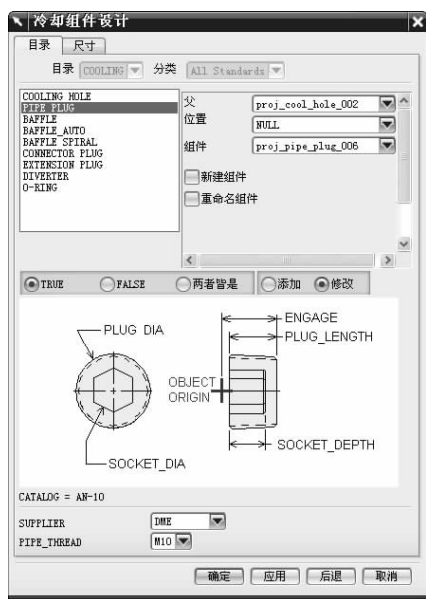 冷却组件设计
目录 尺寸
目录 COOLING 分类 All Standards
COOLING HOLE
PIPE PLUG
BAFFLE
BAFFLE_AUTO
BAFFLE SPIRAL
CONNECTOR PLUG
EXTENSION PLUG
DIVERTER
O-RING
父 proj_cool_hole_002
位置 NULL
组件 proj_pipe_plug_006
新建组件
重命名组件
TRUE FALSE 两者皆是 添加 修改
ENGAGE
PLUG DIA
PLUG_LENGTH
OBJECT
ORIGIN
SOCKET_DEPTH
SOCKET_DIA
CATALOG = AN-10
SUPPLIER DME
PIPE_THREAD M10
确定 应用 后退 取消